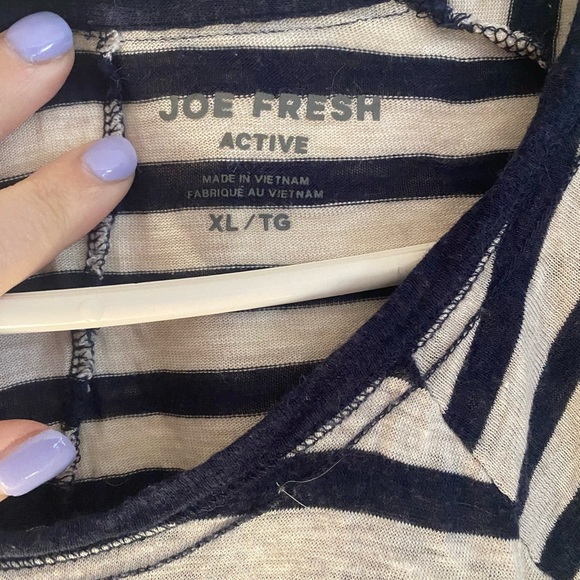 JOE FRESH
ACTIVE
MADE IN VIETNAM
FABRIQUÉ AU VIETNAM
XL / TG